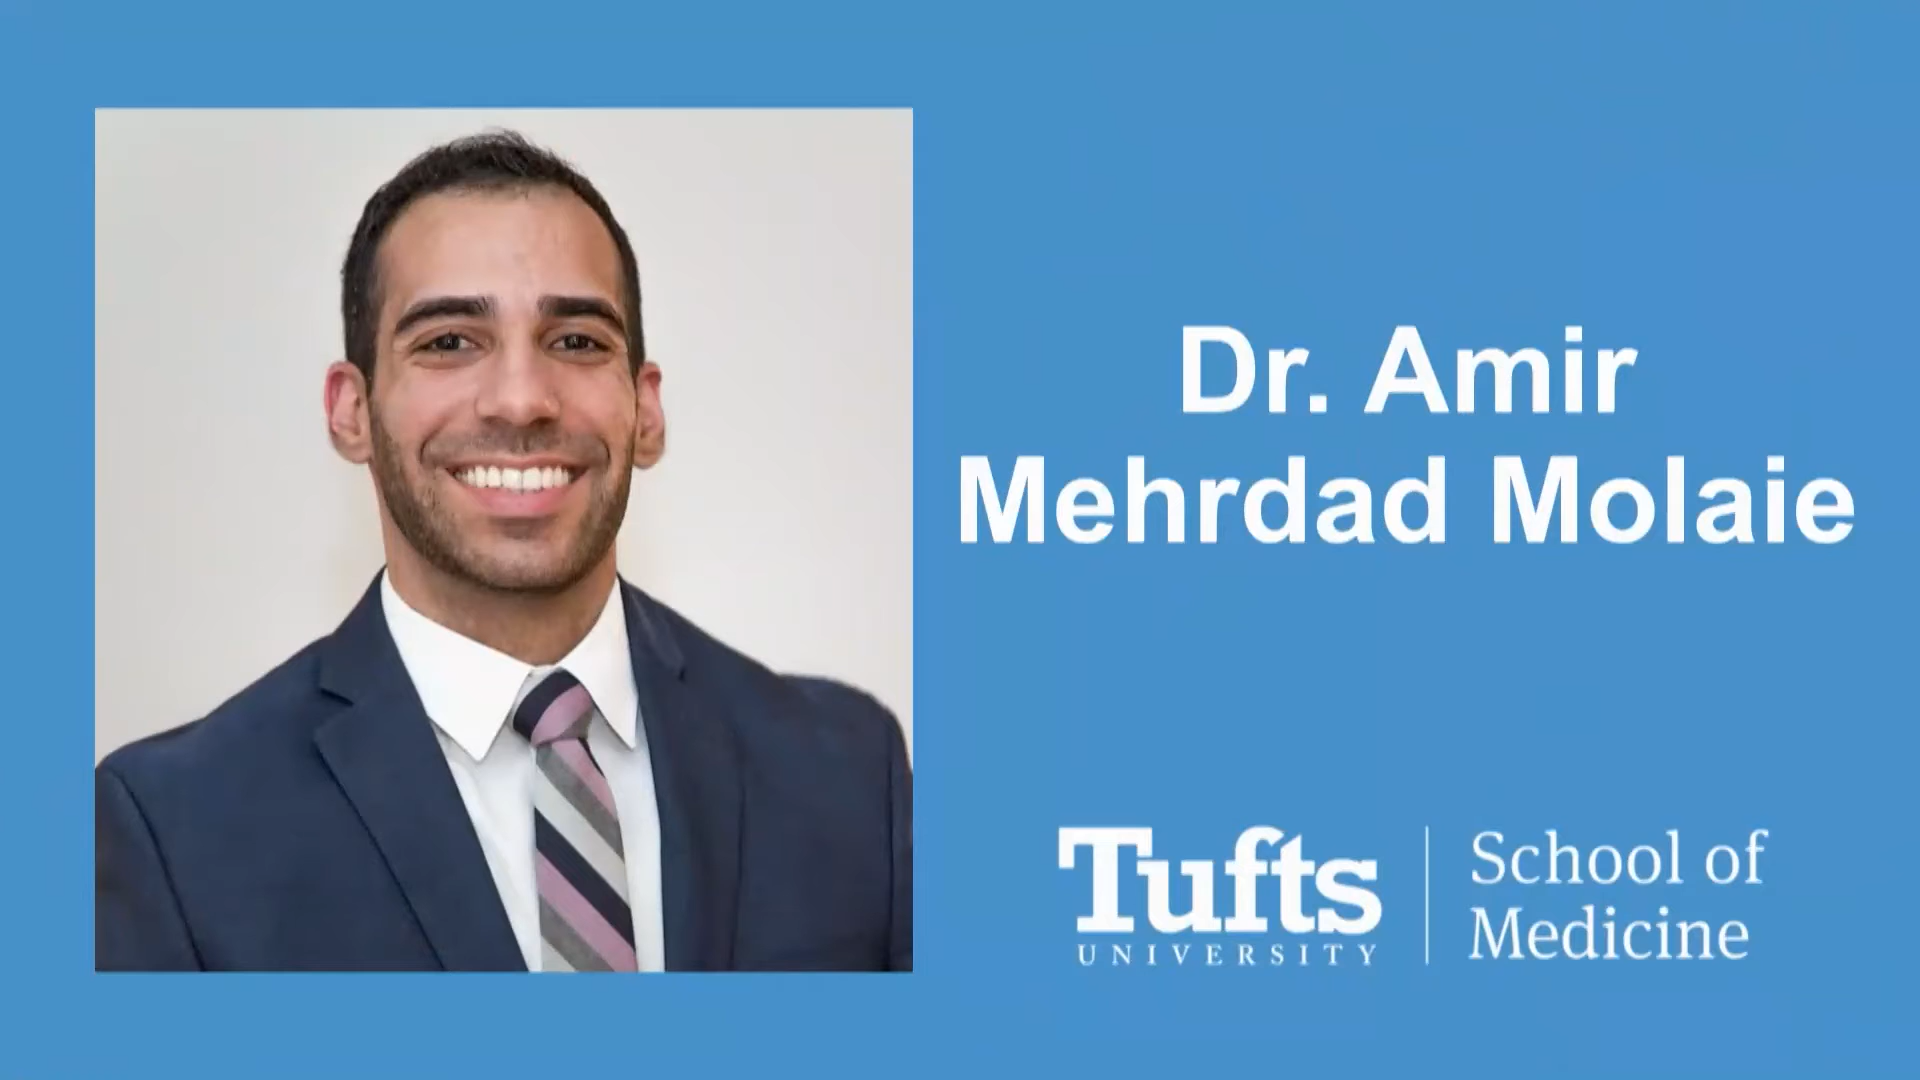 Dr. Amir
Mehrdad Molaie
Tufts
UNIVERSITY
School of
Medicine